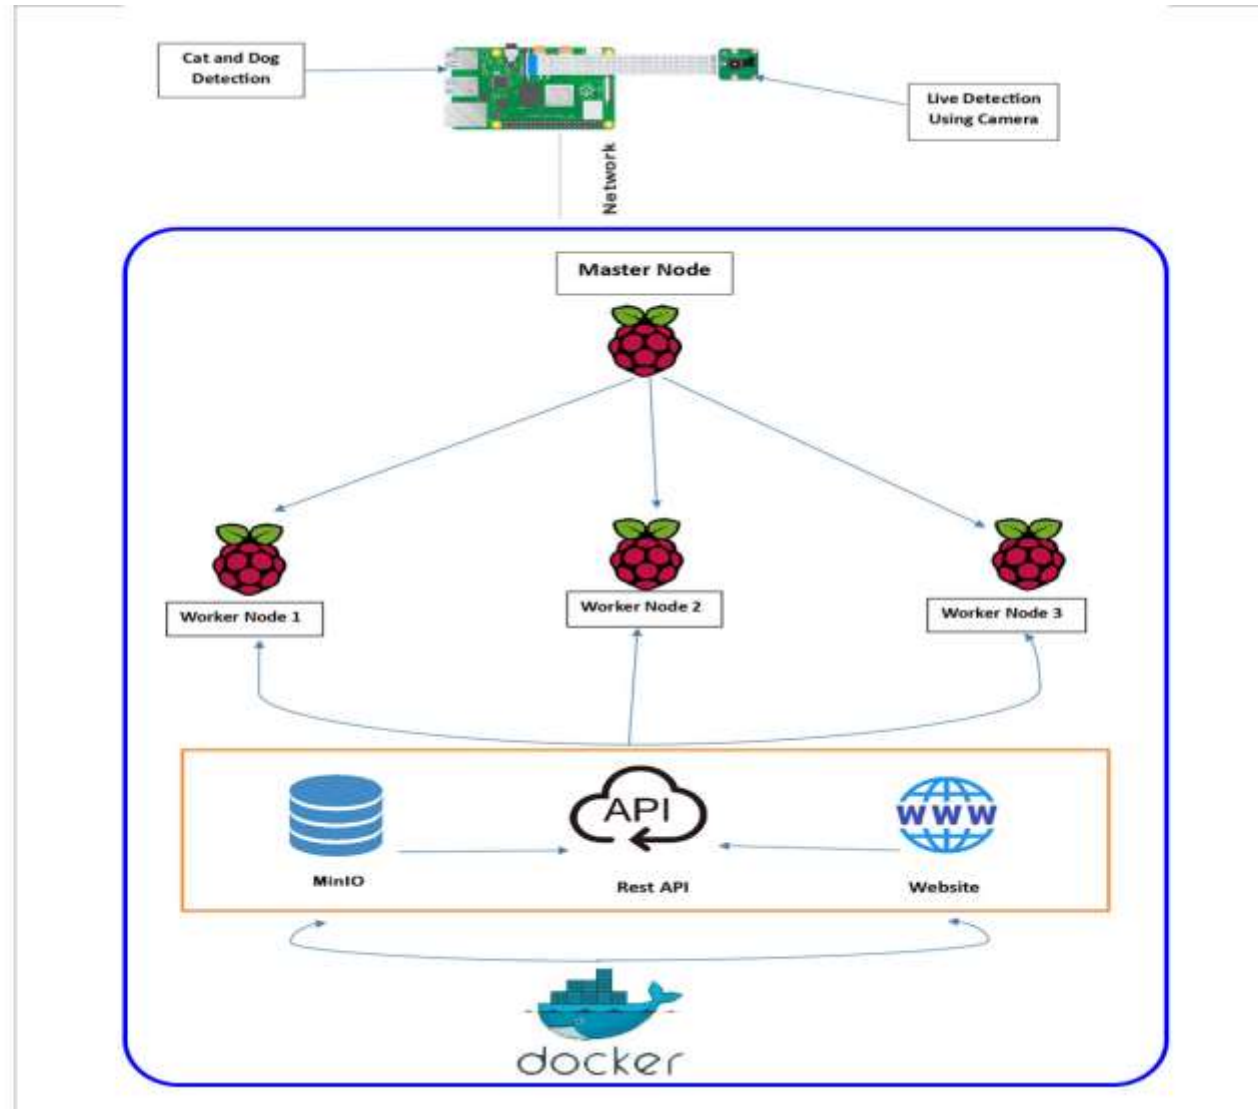 Cat and Dog
Detection
Live Detection
Using Camera
Network
Master Node
Worker Node 1
Worker Node 2
Worker Node 3
API
WWW
MinIO
Rest API
Website
docker